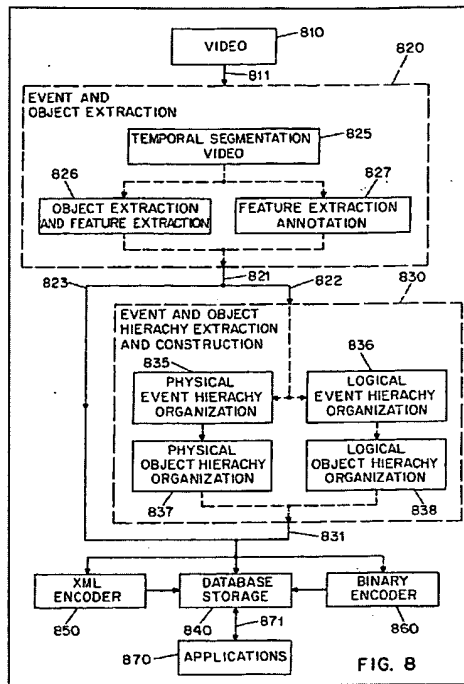 VIDEO
810
811
820
EVENT AND
OBJECT EXTRACTION
TEMPORAL SEGMENTATION
VIDEO
825
826
827
OBJECT EXTRACTION
AND FEATURE EXTRACTION
FEATURE EXTRACTION
ANNOTATION
823
821
822
830
EVENT AND OBJECT
HIERACHY EXTRACTION
AND CONSTRUCTION
835
836
PHYSICAL
EVENT HIERACHY
ORGANIZATION
LOGICAL
EVENT HIERACHY
ORGANIZATION
PHYSICAL
OBJECT HIERACHY
ORGANIZATION
LOGICAL
OBJECT HIERACHY
ORGANIZATION
837
838
831
XML
ENCODER
DATABASE
STORAGE
BINARY
ENCODER
850
840
871
860
870
APPLICATIONS
FIG. 8